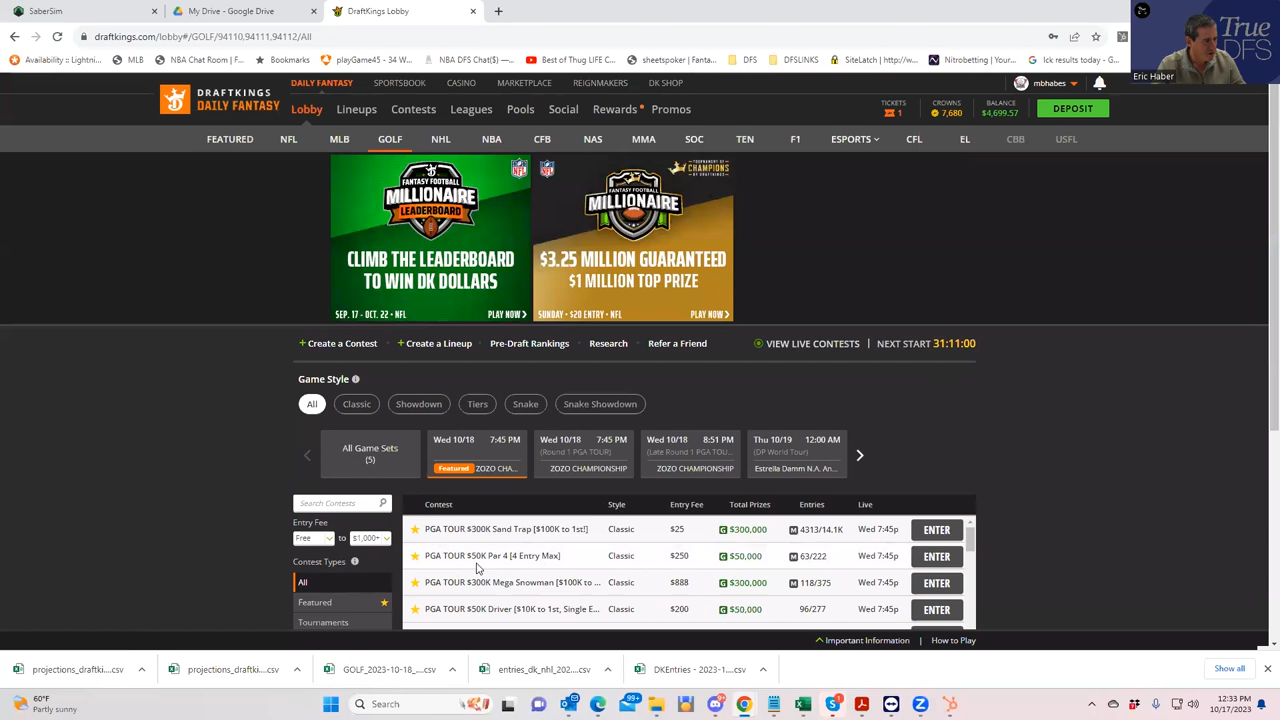 SaberSim
My Drive - Google Drive
DraftKings Lobby
draftkings.com/lobby#/GOLF/94110,94111,94112/All
Availability :: Lightnin...
MLB
NBA Chat Room | F...
Bookmarks
playGame45 - 34 W...
NBA DFS Chat($) -...
Best of Thug LIFE C...
sheetspoker | Fanta...
DFS
DFSLINKS
SiteLatch | http://w...
Nitrobetting | Your...
Ick results today - G...
True
DFS
Eric Haber
DAILY FANTASY
SPORTSBOOK
CASINO
MARKETPLACE
REIGNMAKERS
DK SHOP
mbhabes
DRAFTKINGS
DAILY FANTASY
Lobby
Lineups
Contests
Leagues
Pools
Social
Rewards
Promos
TICKETS
1
CROWNS
7,680
BALANCE
$4,699.57
DEPOSIT
FEATURED
NFL
MLB
GOLF
NHL
NBA
CFB
NAS
MMA
SOC
TEN
F1
ESPORTS
CFL
EL
CBB
USFL
FANTASY FOOTBALL
MILLIONAIRE
LEADERBOARD
CLIMB THE LEADERBOARD
TO WIN DK DOLLARS
SEP. 17 - OCT. 22 • NFL
PLAY NOW
TOURNAMENT OF
CHAMPIONS
BY DRAFTKINGS
FANTASY FOOTBALL
MILLIONAIRE
$3.25 MILLION GUARANTEED
$1 MILLION TOP PRIZE
SUNDAY • $20 ENTRY • NFL
PLAY NOW
+ Create a Contest
+ Create a Lineup
Pre-Draft Rankings
Research
Refer a Friend
VIEW LIVE CONTESTS
NEXT START 31:11:00
Game Style
All
Classic
Showdown
Tiers
Snake
Snake Showdown
All Game Sets
(5)
Wed 10/18 7:45 PM
Featured ZOZO CHA...
Wed 10/18 7:45 PM
(Round 1 PGA TOUR)
ZOZO CHAMPIONSHIP
Wed 10/18 8:51 PM
(Late Round 1 PGA TOU...
ZOZO CHAMPIONSHIP
Thu 10/19 12:00 AM
(DP World Tour)
Estrella Damm N.A. An...
Search Contests
Entry Fee
Free to $1,000+
Contest Types
All
Featured
Tournaments
Contest Style Entry Fee Total Prizes Entries Live
PGA TOUR $300K Sand Trap [$100K to 1st!] Classic $25 G $300,000 M 4313/14.1K Wed 7:45p ENTER
PGA TOUR $50K Par 4 [4 Entry Max] Classic $250 G $50,000 M 63/222 Wed 7:45p ENTER
PGA TOUR $300K Mega Snowman [$100K to ... Classic $888 G $300,000 M 118/375 Wed 7:45p ENTER
PGA TOUR $50K Driver [$10K to 1st, Single E... Classic $200 G $50,000 96/277 Wed 7:45p ENTER
Important Information
How to Play
projections_draftki....csv
projections_draftki....csv
GOLF_2023-10-18_....csv
entries_dk_nhl_202....csv
DKEntries - 2023-1....csv
Show all
60°F
Partly sunny
Search
99+
12:33 PM
10/17/2023